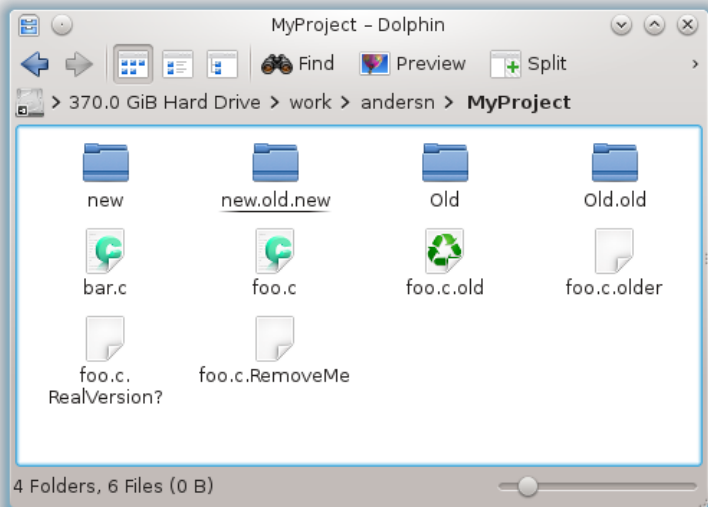 MyProject – Dolphin
Find Preview Split
370.0 GiB Hard Drive > work > andersn > MyProject
new new.old.new Old Old.old
bar.c foo.c foo.c.old foo.c.older
foo.c. foo.c.RemoveMe
RealVersion?
4 Folders, 6 Files (0 B)